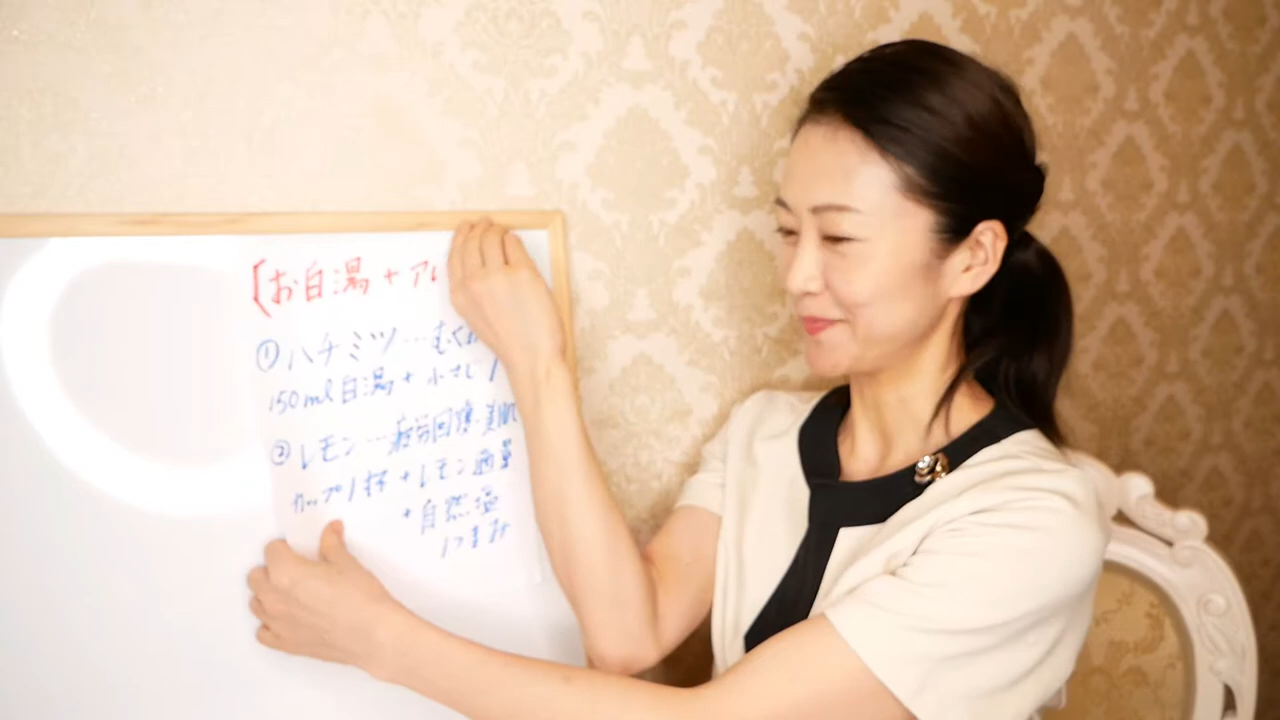 【お白湯+アレ
①ハチミツ…むくみ
150ml白湯+小さじ1
②レモン…疲労回復・美肌
カップ1杯+レモン適量
+自然塩
1つまみ